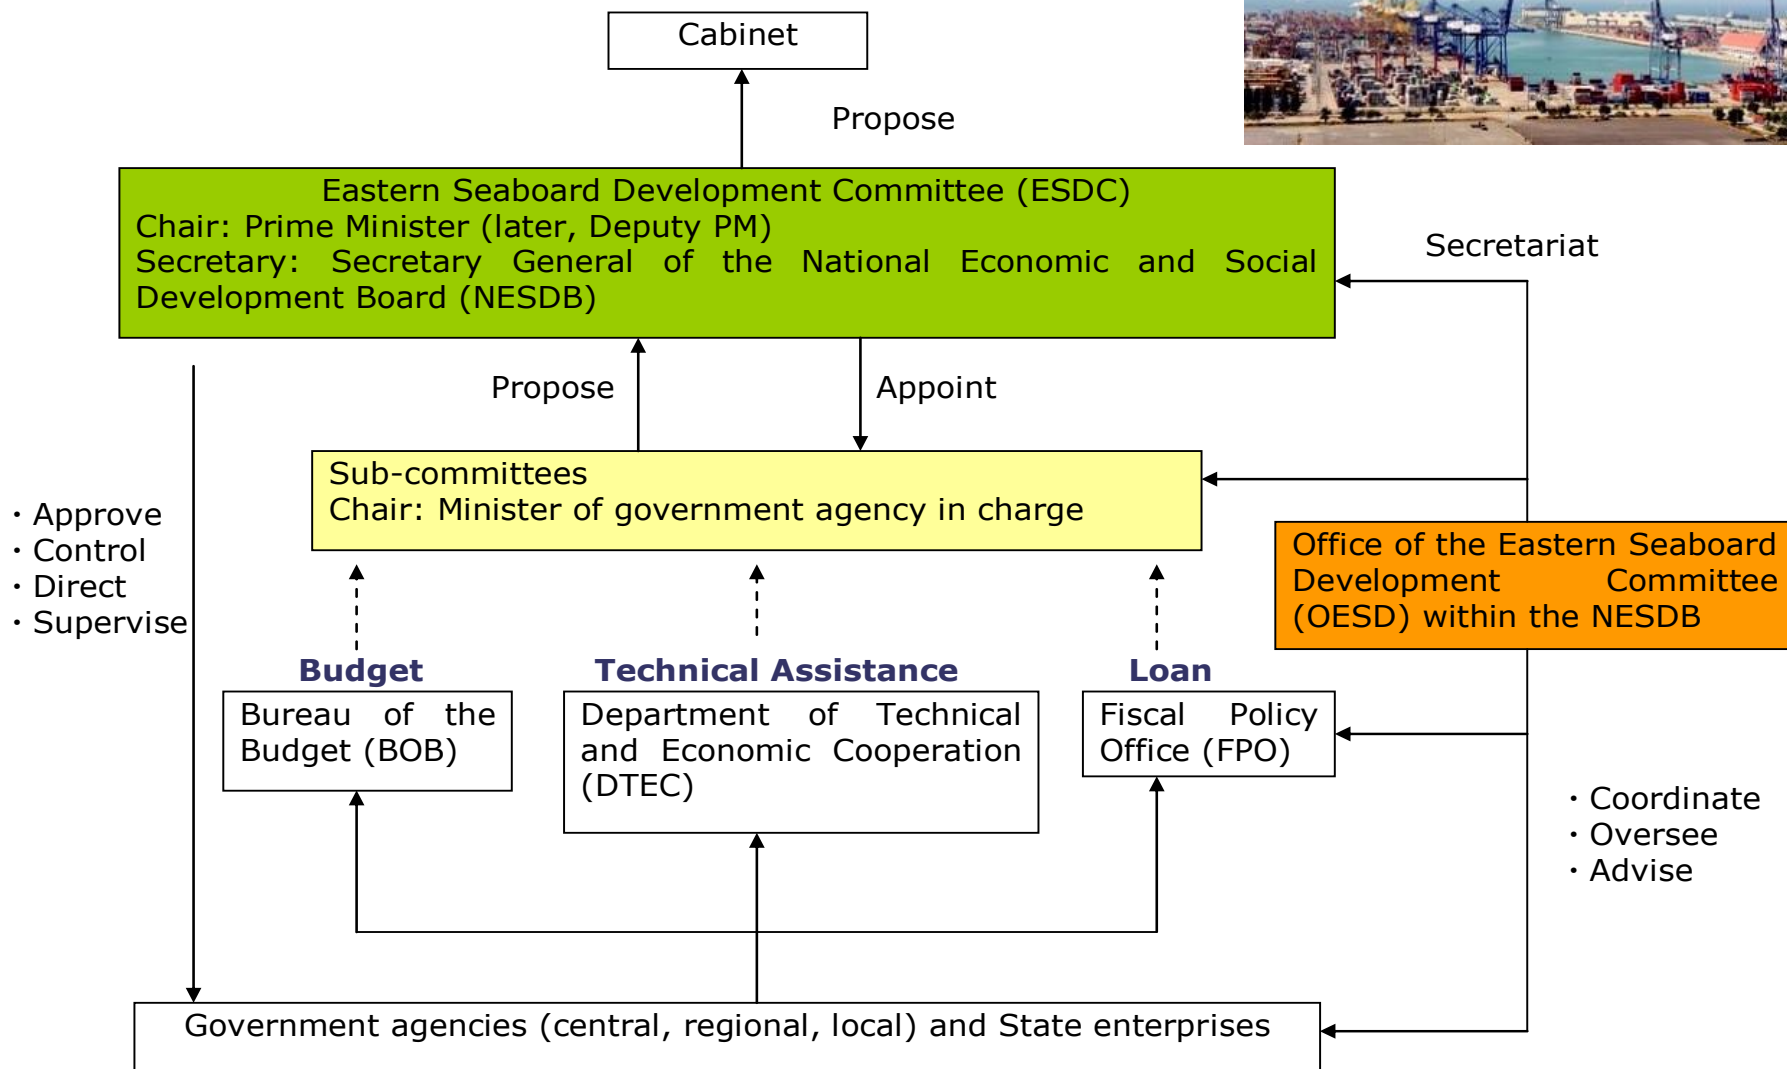 Cabinet
Propose
Eastern Seaboard Development Committee (ESDC)
Chair: Prime Minister (later, Deputy PM)
Secretary: Secretary General of the National Economic and Social
Development Board (NESDB)
Secretariat
Propose
Appoint
Sub-committees
Chair: Minister of government agency in charge
・Approve
・Control
・Direct
・Supervise
Office of the Eastern Seaboard
Development Committee
(OESD) within the NESDB
Budget
Technical Assistance
Loan
Bureau of the
Budget (BOB)
Department of Technical
and Economic Cooperation
(DTEC)
Fiscal Policy
Office (FPO)
・Coordinate
・Oversee
・Advise
Government agencies (central, regional, local) and State enterprises